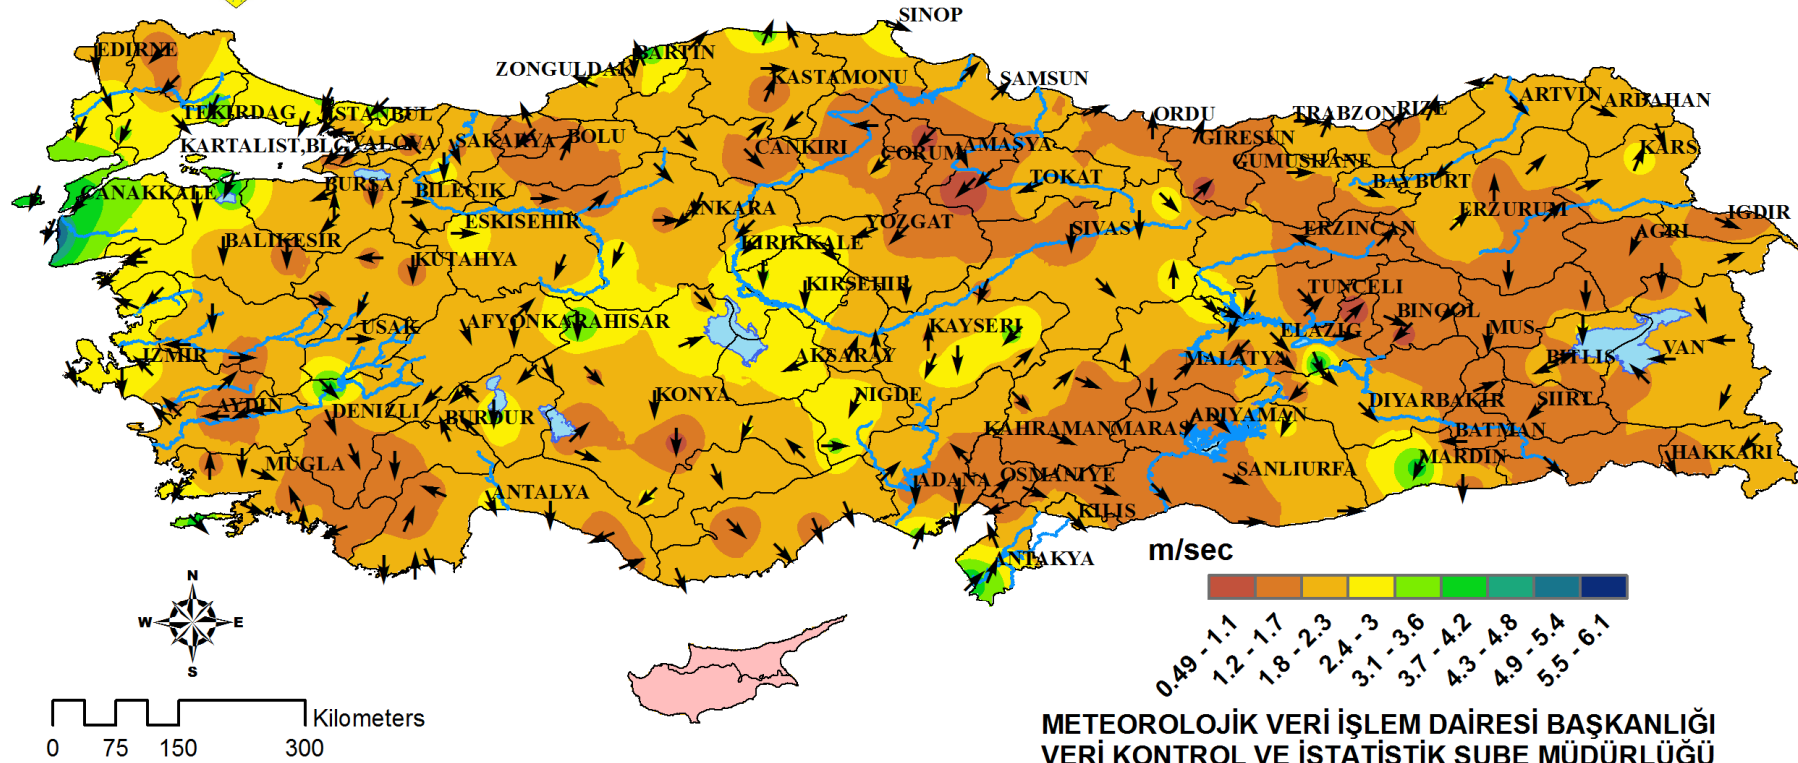 SINOP
EDIRNE
BARTIN
ZONGULDAK
KASTAMONU
SAMSUN
ARTVIN
ARDAHAN
TEKIRDAG
ISTANBUL
ORDU
TRABZON
RIZE
KARTALIST,BLG
YALOVA
SAKARYA
BOLU
CANKIRI
CORUM
AMASYA
GIRESUN
GUMUSHANE
KARS
CANAKKALE
BURSA
BILECIK
TOKAT
BAYBURT
ESKISEHIR
ANKARA
YOZGAT
SIVAS
ERZINCAN
ERZURUM
IGDIR
BALIKESIR
KUTAHYA
KIRIKKALE
AGRI
KIRSEHIR
TUNCELI
BINGOL
USAK
AFYONKARAHISAR
KAYSERI
ELAZIG
MUS
IZMIR
AKSARAY
MALATYA
BITLIS
VAN
AYDIN
DENIZLI
BURDUR
KONYA
NIGDE
ADIYAMAN
DIYARBAKIR
SIIRT
KAHRAMANMARAS
BATMAN
MUGLA
SANLIURFA
MARDIN
HAKKARI
ANTALYA
ADANA
OSMANIYE
KILIS
ANTAKYA
m/sec
0.49 - 1.1
1.2 - 1.7
1.8 - 2.3
2.4 - 3
3.1 - 3.6
3.7 - 4.2
4.3 - 4.8
4.9 - 5.4
5.5 - 6.1
N
W E
S
Kilometers
0 75 150 300
METEOROLOJİK VERİ İŞLEM DAİRESİ BAŞKANLIĞI
VERİ KONTROL VE İSTATİSTİK ŞUBE MÜDÜRLÜĞÜ